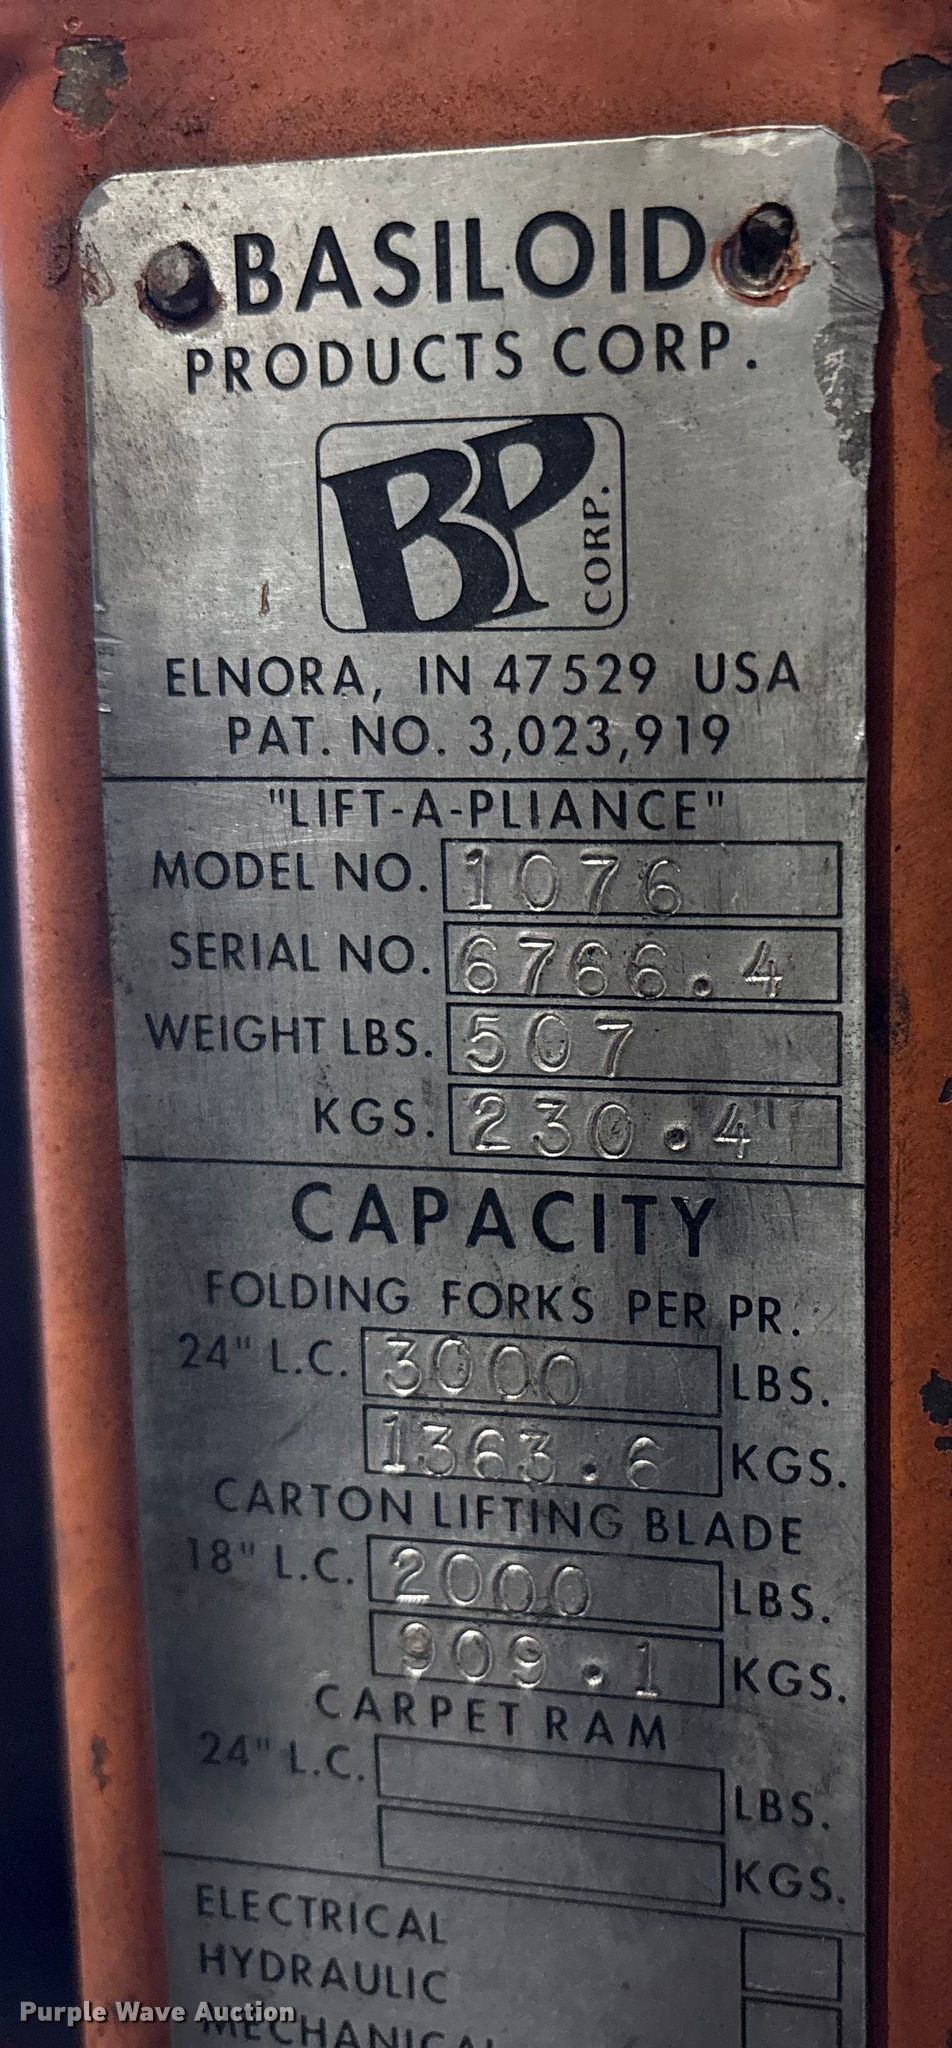 BASILOID
PRODUCTS CORP.
BP CORP.
ELNORA, IN 47529 USA
PAT. NO. 3,023,919
"LIFT-A-PLIANCE"
MODEL NO. 1076
SERIAL NO. 6766.4
WEIGHT LBS. 507
KGS. 230.4
CAPACITY
FOLDING FORKS PER PR.
24" L.C. 3000 LBS.
1363.6 KGS.
CARTON LIFTING BLADE
18" L.C. 2000 LBS.
909.1 KGS.
CARPET RAM
24" L.C. LBS.
KGS.
ELECTRICAL
HYDRAULIC
MECHANICAL
Purple Wave Auction